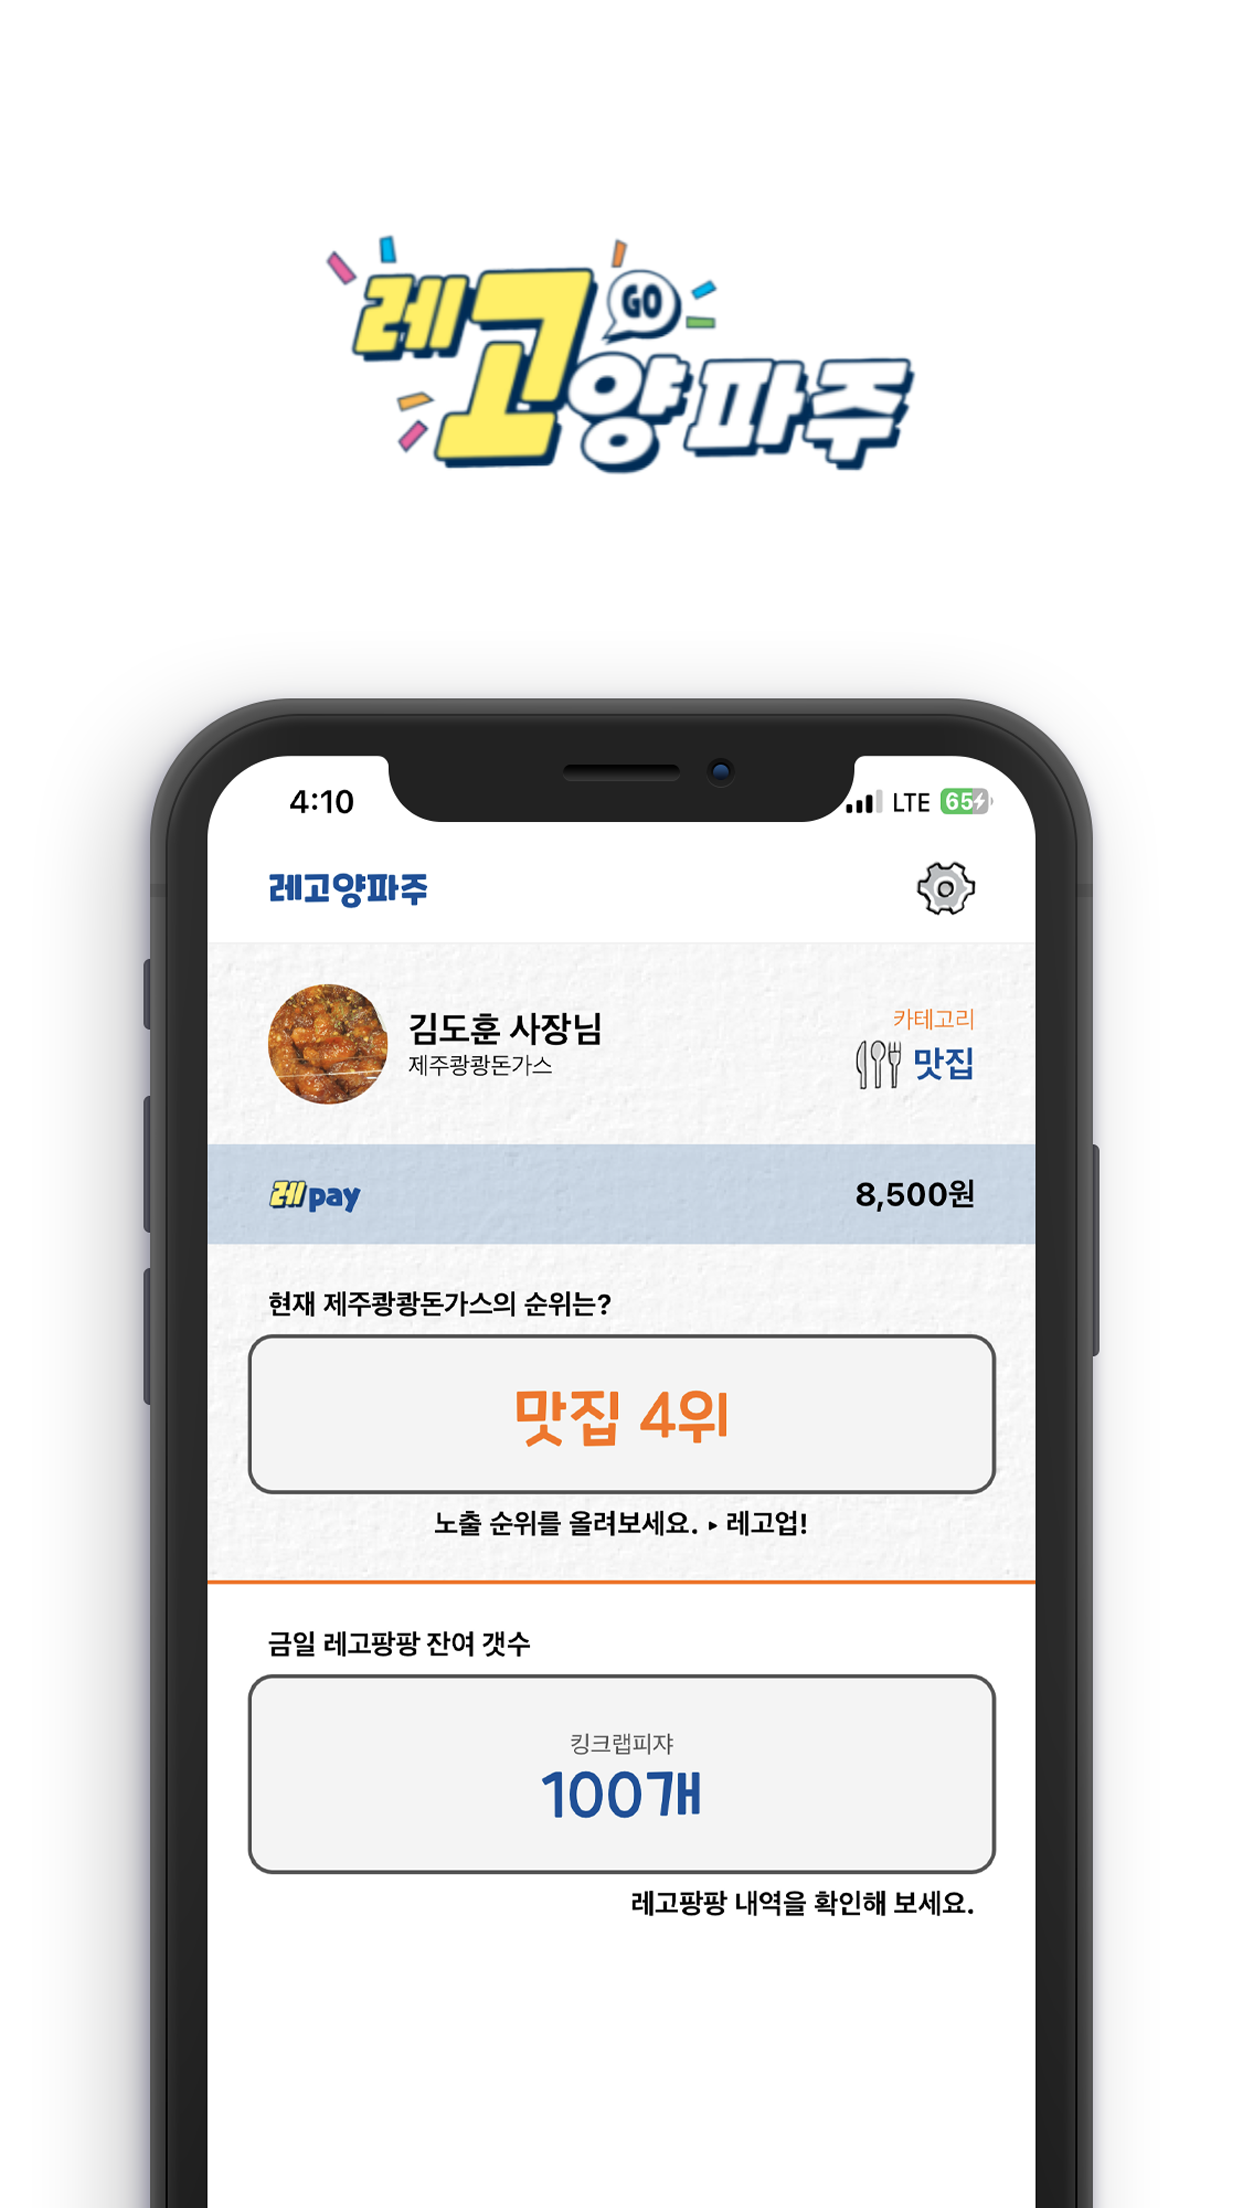 레고양파주
GO
4:10
LTE 65
레고양파주
김도훈 사장님
제주쾅쾅돈가스
카테고리
맛집
레pay
8,500원
현재 제주쾅쾅돈가스의 순위는?
맛집 4위
노출 순위를 올려보세요. ▸ 레고업!
금일 레고팡팡 잔여 갯수
킹크랩피쟈
100개
레고팡팡 내역을 확인해 보세요.